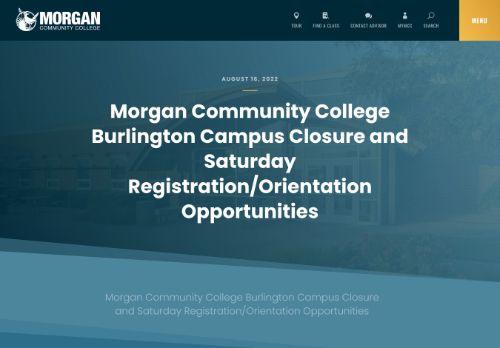 MORGAN
COMMUNITY COLLEGE
TOUR
FIND A CLASS
CONTACT ADVISOR
MYMCC
SEARCH
MENU
AUGUST 16, 2022
Morgan Community College
Burlington Campus Closure and
Saturday
Registration/Orientation
Opportunities
Morgan Community College Burlington Campus Closure
and Saturday Registration/Orientation Opportunities